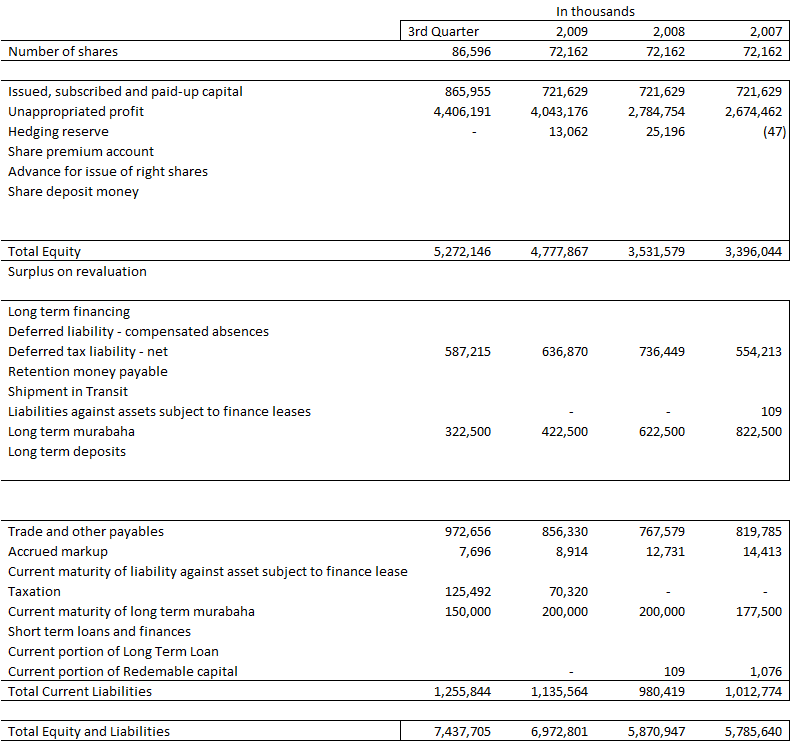 In thousands
3rd Quarter 2,009 2,008 2,007
Number of shares 86,596 72,162 72,162 72,162
Issued, subscribed and paid-up capital 865,955 721,629 721,629 721,629
Unappropriated profit 4,406,191 4,043,176 2,784,754 2,674,462
Hedging reserve - 13,062 25,196 (47)
Share premium account
Advance for issue of right shares
Share deposit money
Total Equity 5,272,146 4,777,867 3,531,579 3,396,044
Surplus on revaluation
Long term financing
Deferred liability - compensated absences
Deferred tax liability - net 587,215 636,870 736,449 554,213
Retention money payable
Shipment in Transit
Liabilities against assets subject to finance leases - - 109
Long term murabaha 322,500 422,500 622,500 822,500
Long term deposits
Trade and other payables 972,656 856,330 767,579 819,785
Accrued markup 7,696 8,914 12,731 14,413
Current maturity of liability against asset subject to finance lease
Taxation 125,492 70,320 - -
Current maturity of long term murabaha 150,000 200,000 200,000 177,500
Short term loans and finances
Current portion of Long Term Loan
Current portion of Redemable capital - 109 1,076
Total Current Liabilities 1,255,844 1,135,564 980,419 1,012,774
Total Equity and Liabilities 7,437,705 6,972,801 5,870,947 5,785,640